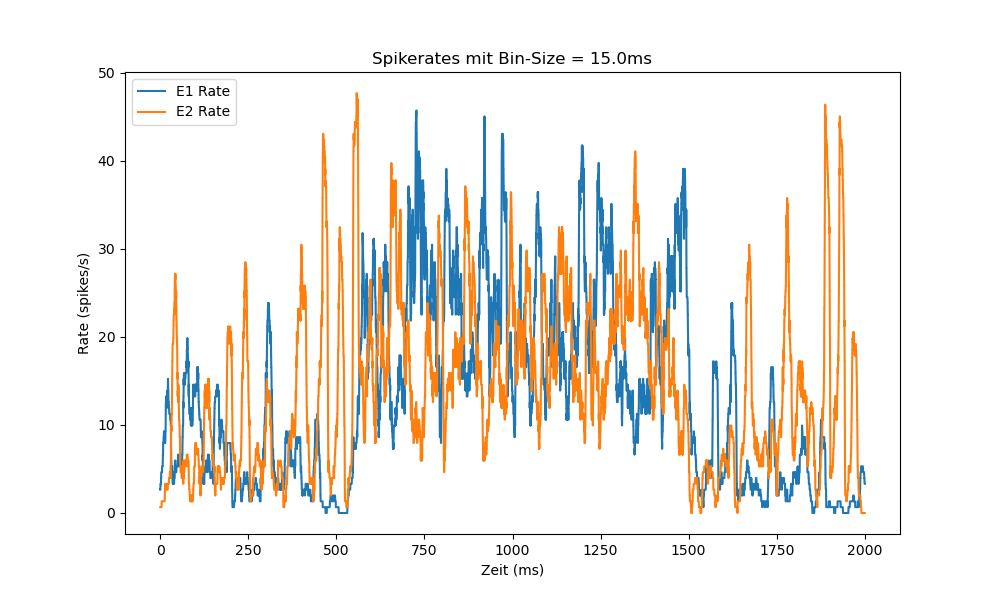 Spikerates mit Bin-Size = 15.0ms
E1 Rate
E2 Rate
50
40
30
20
10
0
Rate (spikes/s)
0 250 500 750 1000 1250 1500 1750 2000
Zeit (ms)